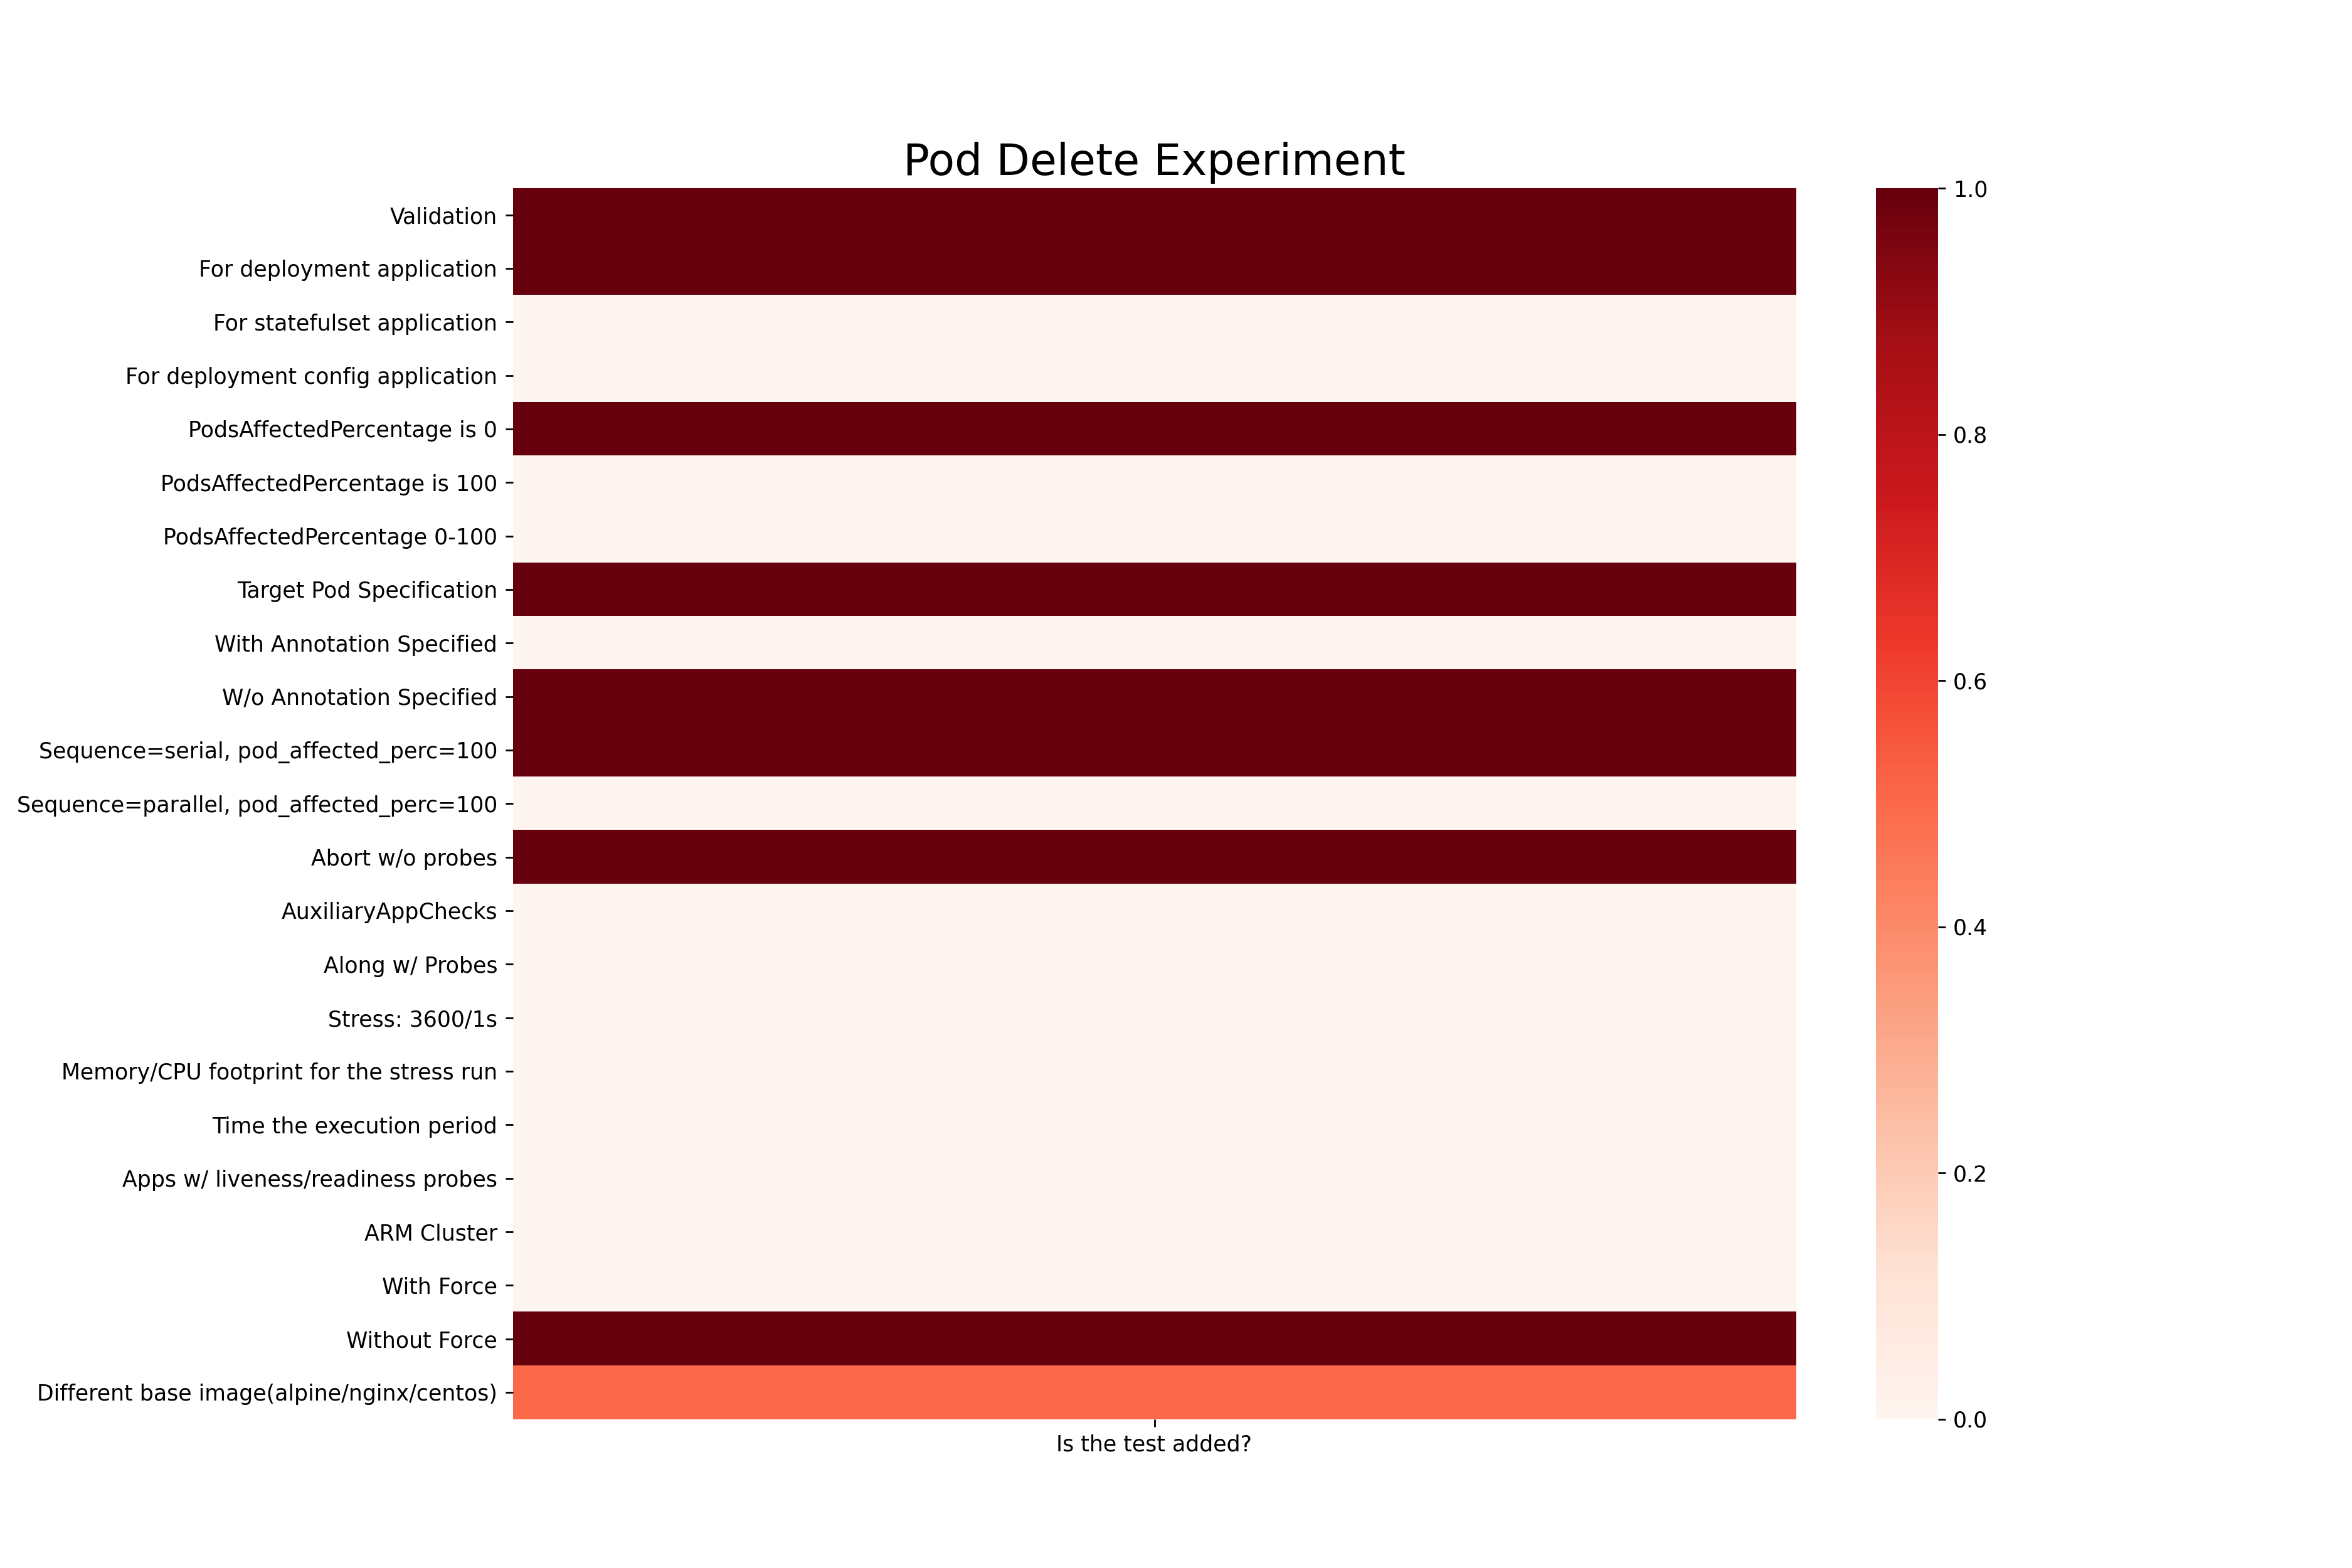 Pod Delete Experiment
Validation
For deployment application
For statefulset application
For deployment config application
PodsAffectedPercentage is 0
PodsAffectedPercentage is 100
PodsAffectedPercentage 0-100
Target Pod Specification
With Annotation Specified
W/o Annotation Specified
Sequence=serial, pod_affected_perc=100
Sequence=parallel, pod_affected_perc=100
Abort w/o probes
AuxiliaryAppChecks
Along w/ Probes
Stress: 3600/1s
Memory/CPU footprint for the stress run
Time the execution period
Apps w/ liveness/readiness probes
ARM Cluster
With Force
Without Force
Different base image(alpine/nginx/centos)
Is the test added?
1.0
0.8
0.6
0.4
0.2
0.0